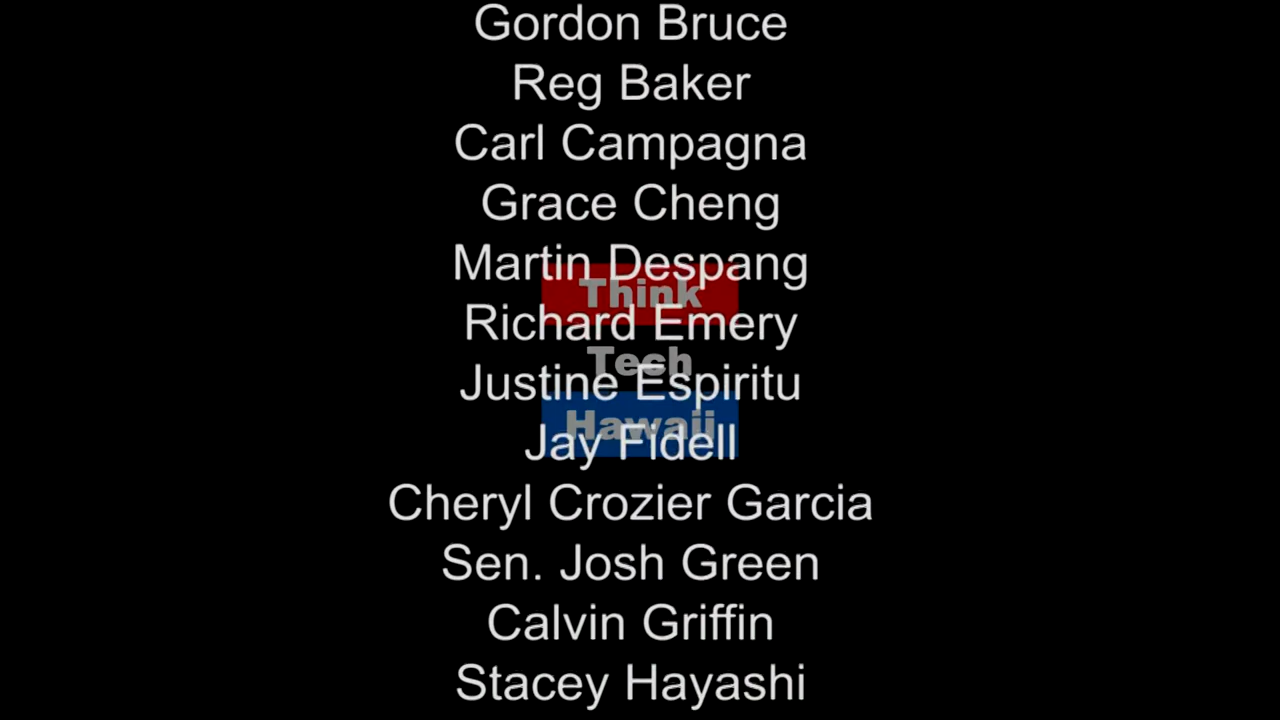 Gordon Bruce
Reg Baker
Carl Campagna
Grace Cheng
Martin Despang
Think
Richard Emery
Tech
Justine Espiritu
Hawaii
Jay Fidell
Cheryl Crozier Garcia
Sen. Josh Green
Calvin Griffin
Stacey Hayashi